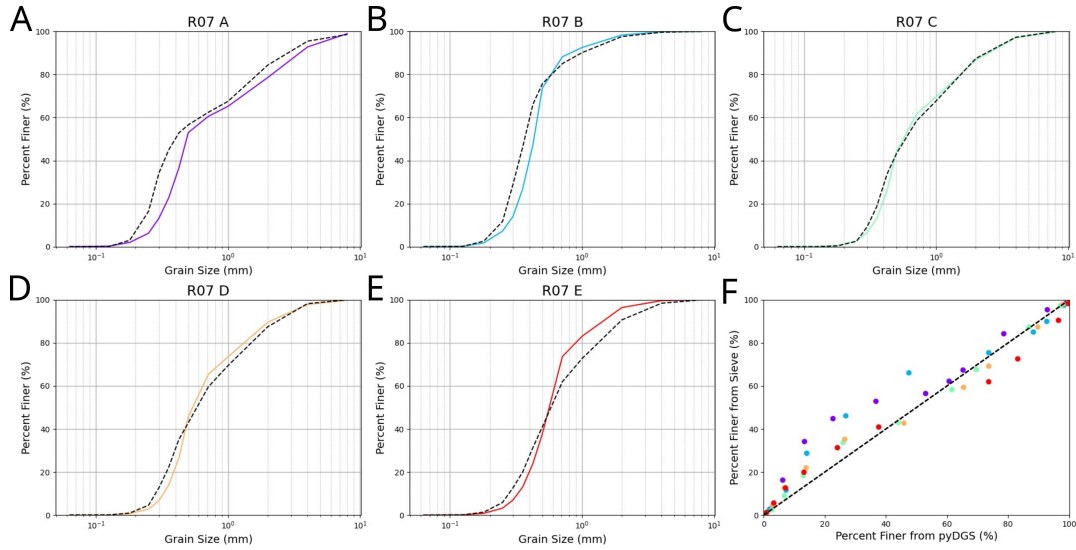 A
R07 A
Percent Finer (%)
100
80
60
40
20
0
10⁻¹
10⁰
10¹
Grain Size (mm)
B
R07 B
Percent Finer (%)
100
80
60
40
20
0
10⁻¹
10⁰
10¹
Grain Size (mm)
C
R07 C
Percent Finer (%)
100
80
60
40
20
0
10⁻¹
10⁰
10¹
Grain Size (mm)
D
R07 D
Percent Finer (%)
100
80
60
40
20
0
10⁻¹
10⁰
10¹
Grain Size (mm)
E
R07 E
Percent Finer (%)
100
80
60
40
20
0
10⁻¹
10⁰
10¹
Grain Size (mm)
F
Percent Finer from Sieve (%)
100
80
60
40
20
0
0
20
40
60
80
100
Percent Finer from pyDGS (%)